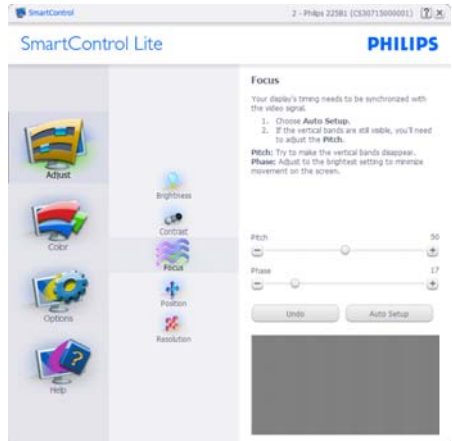 SmartControl
2 - Philips 225B1 (CS30715000001)
? ×
SmartControl Lite
PHILIPS
Adjust
Color
Options
Help
Brightness
Contrast
Focus
Position
Resolution
Focus
Your display's timing needs to be synchronized with
the video signal.
1. Choose Auto Setup.
2. If the vertical bands are still visible, you'll need
to adjust the Pitch.
Pitch: Try to make the vertical bands disappear.
Phase: Adjust to the brightest setting to minimize
movement on the screen.
Pitch 50
Phase 17
Undo
Auto Setup